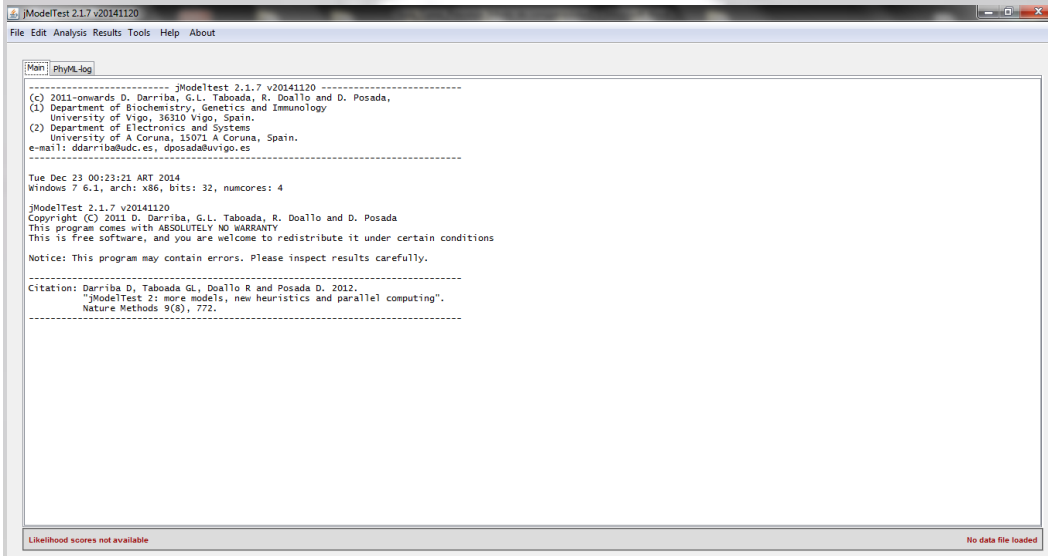 jModelTest 2.1.7 v20141120
File Edit Analysis Results Tools Help About
Main PhyML-log
-------------------------- jModeltest 2.1.7 v20141120 --------------------------
(c) 2011-onwards D. Darriba, G.L. Taboada, R. Doallo and D. Posada,
(1) Department of Biochemistry, Genetics and Immunology
University of Vigo, 36310 Vigo, Spain.
(2) Department of Electronics and Systems
University of A Coruna, 15071 A Coruna, Spain.
e-mail: ddarriba@udc.es, dposada@uvigo.es
--------------------------------------------------------------------------------
Tue Dec 23 00:23:21 ART 2014
Windows 7 6.1, arch: x86, bits: 32, numcores: 4
jModelTest 2.1.7 v20141120
Copyright (C) 2011 D. Darriba, G.L. Taboada, R. Doallo and D. Posada
This program comes with ABSOLUTELY NO WARRANTY
This is free software, and you are welcome to redistribute it under certain conditions
Notice: This program may contain errors. Please inspect results carefully.
--------------------------------------------------------------------------------
Citation: Darriba D, Taboada GL, Doallo R and Posada D. 2012.
"jModelTest 2: more models, new heuristics and parallel computing".
Nature Methods 9(8), 772.
--------------------------------------------------------------------------------
Likelihood scores not available No data file loaded